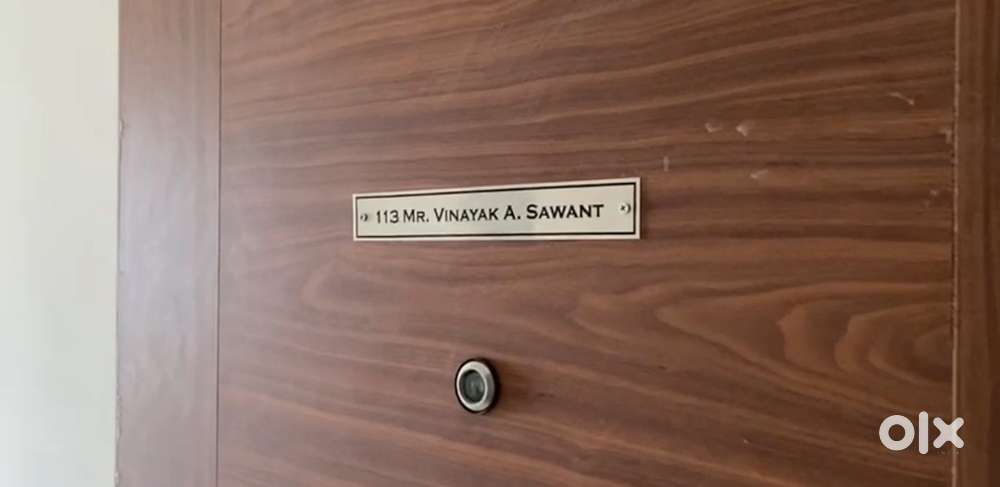 113 MR. VINAYAK A. SAWANT
olx